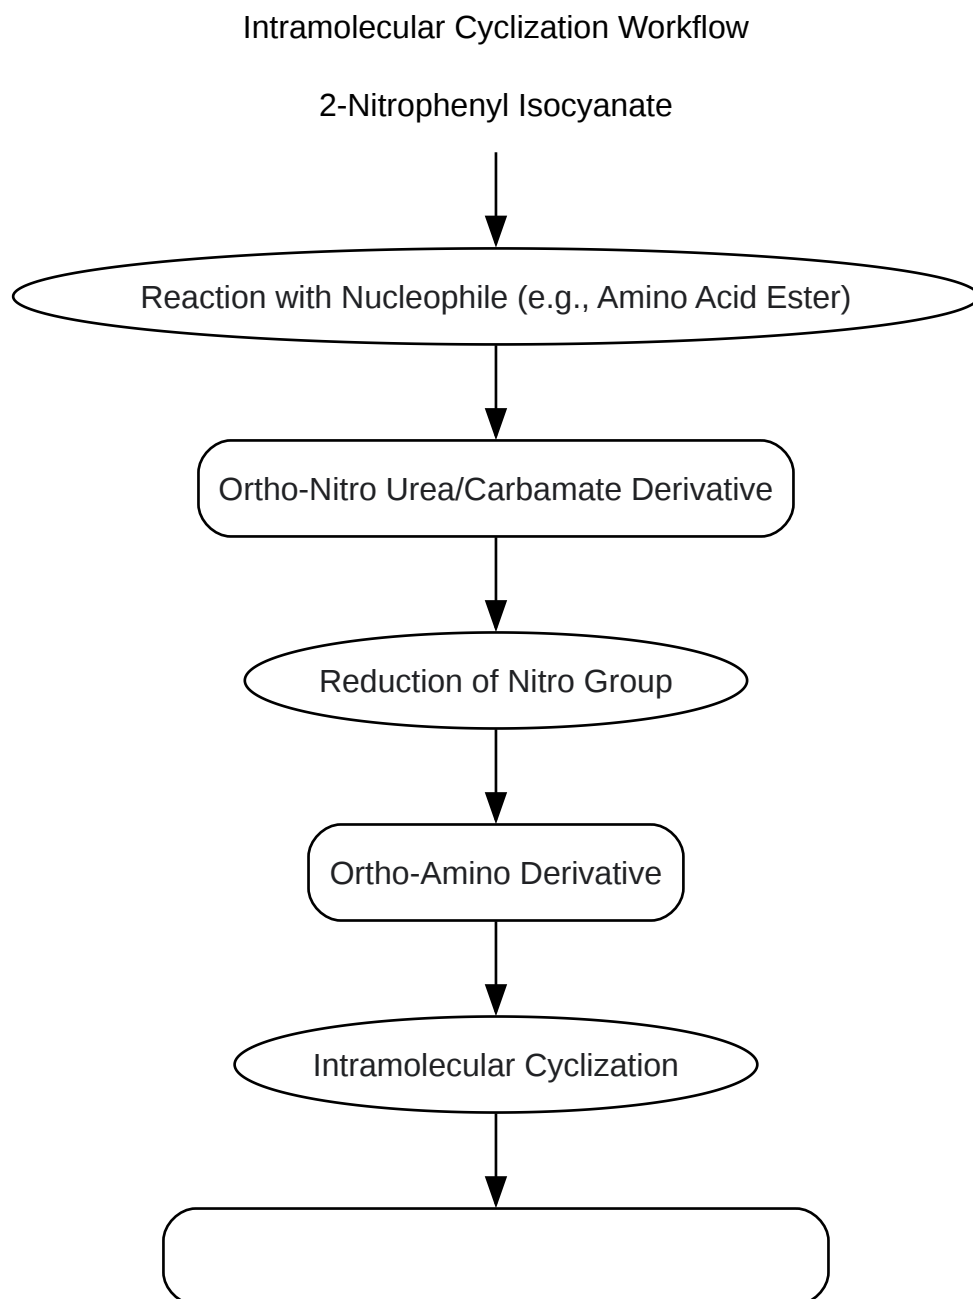 Intramolecular Cyclization Workflow
2-Nitrophenyl Isocyanate
Reaction with Nucleophile (e.g., Amino Acid Ester)
Ortho-Nitro Urea/Carbamate Derivative
Reduction of Nitro Group
Ortho-Amino Derivative
Intramolecular Cyclization